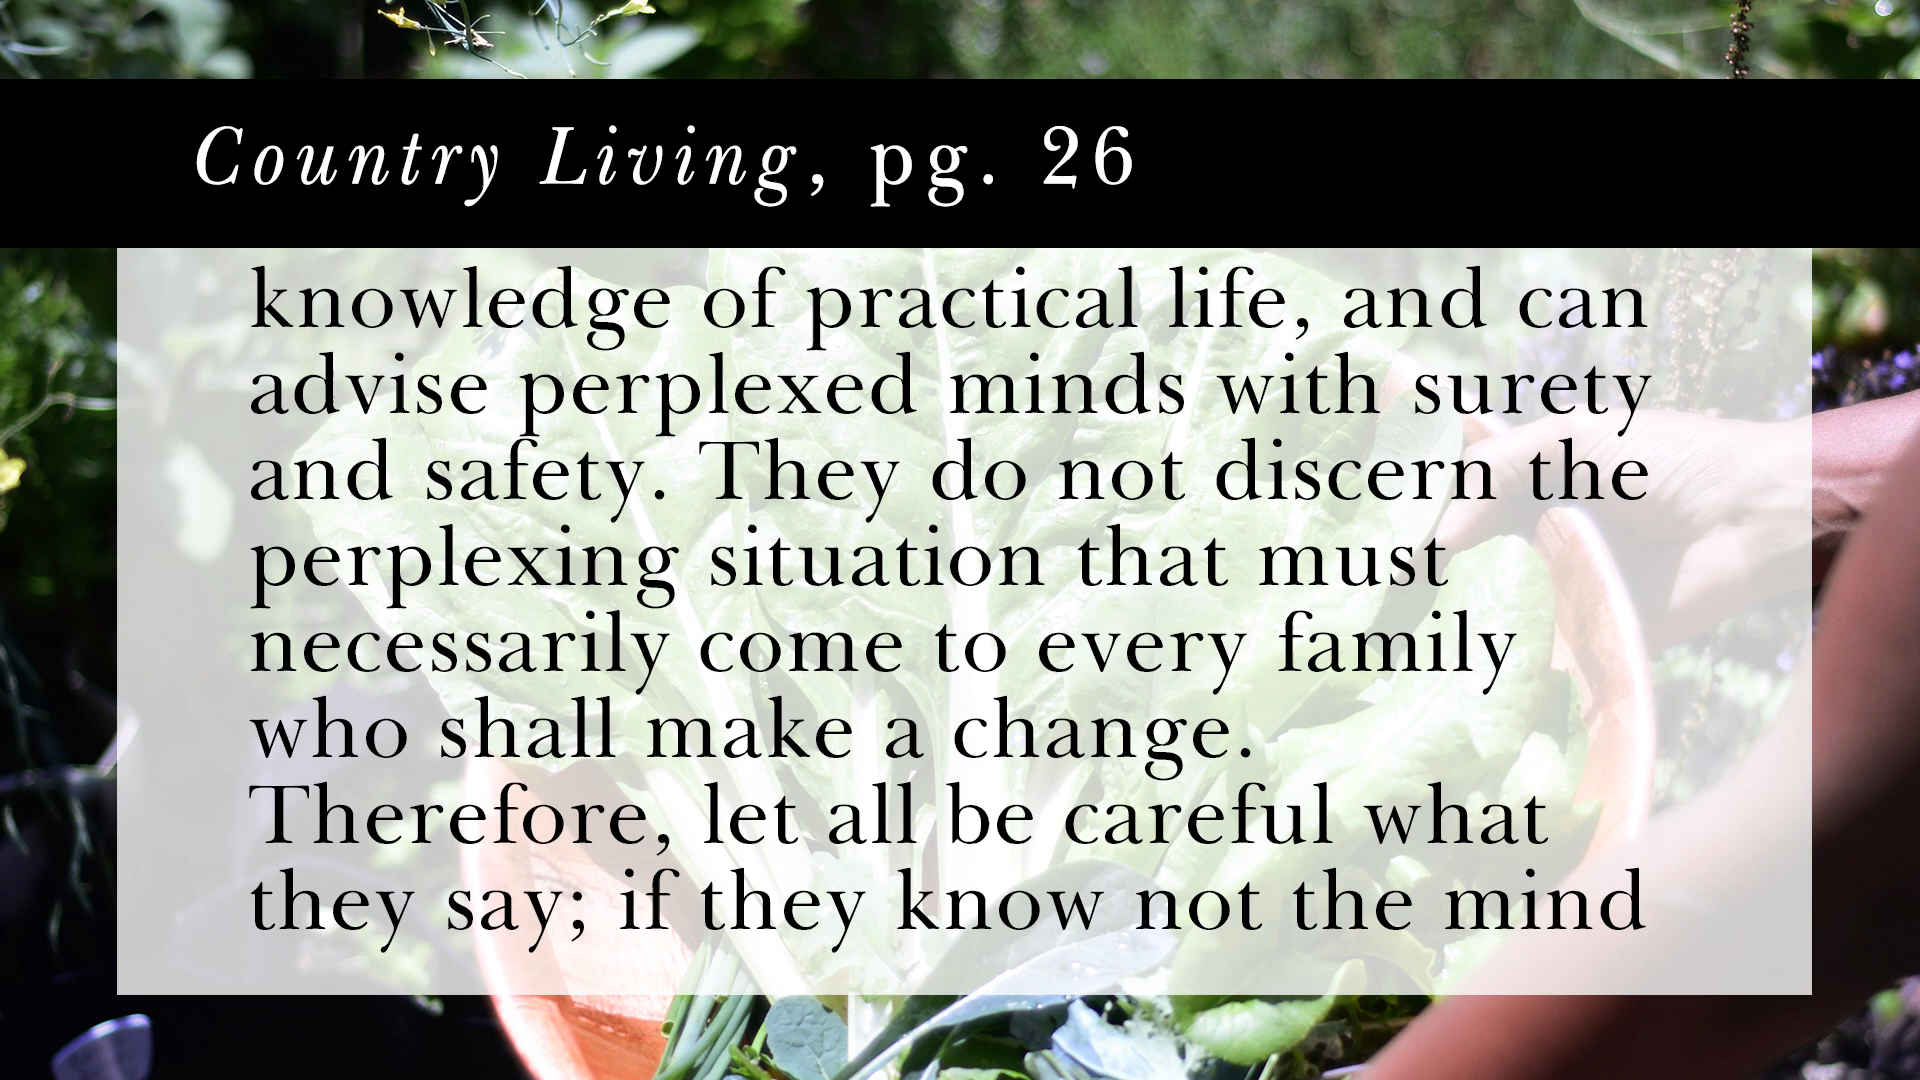 Country Living, pg. 26
knowledge of practical life, and can
advise perplexed minds with surety
and safety. They do not discern the
perplexing situation that must
necessarily come to every family
who shall make a change.
Therefore, let all be careful what
they say; if they know not the mind